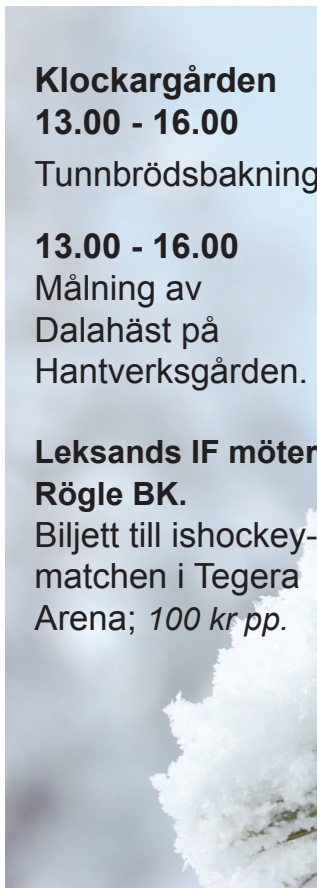 Klockargården
13.00 - 16.00
Tunnbrödsbakning
13.00 - 16.00
Målning av
Dalahäst på
Hantverksgården.
Leksands IF möter
Rögle BK.
Biljett till ishockey-
matchen i Tegera
Arena; 100 kr pp.